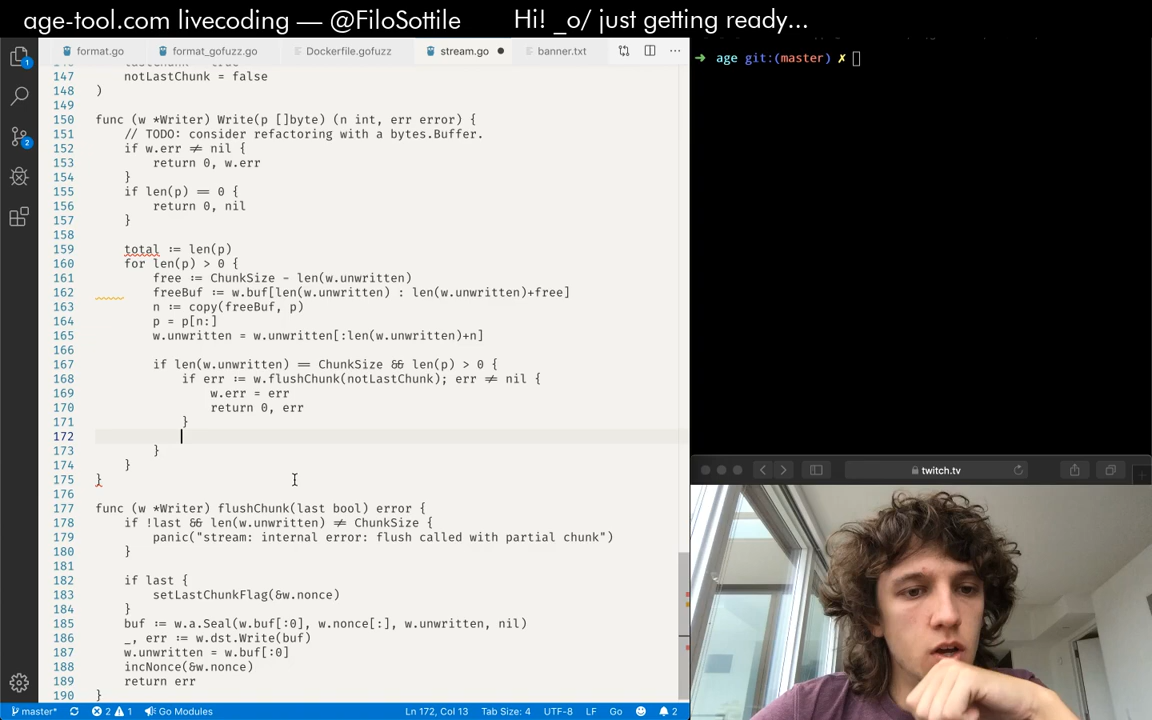 age-tool.com livecoding — @FiloSottile
Hi! _o/ just getting ready...
format.go
format_gofuzz.go
Dockerfile.gofuzz
stream.go
banner.txt
➜ age git:(master) ✗
147 notLastChunk = false
148 )
149
150 func (w *Writer) Write(p []byte) (n int, err error) {
151 // TODO: consider refactoring with a bytes.Buffer.
152 if w.err ≠ nil {
153 return 0, w.err
154 }
155 if len(p) == 0 {
156 return 0, nil
157 }
158
159 total := len(p)
160 for len(p) > 0 {
161 free := ChunkSize - len(w.unwritten)
162 freeBuf := w.buf[len(w.unwritten) : len(w.unwritten)+free]
163 n := copy(freeBuf, p)
164 p = p[n:]
165 w.unwritten = w.unwritten[:len(w.unwritten)+n]
166
167 if len(w.unwritten) == ChunkSize && len(p) > 0 {
168 if err := w.flushChunk(notLastChunk); err ≠ nil {
169 w.err = err
170 return 0, err
171 }
172
173 }
174 }
175 }
176
177 func (w *Writer) flushChunk(last bool) error {
178 if !last && len(w.unwritten) ≠ ChunkSize {
179 panic("stream: internal error: flush called with partial chunk")
180 }
181
182 if last {
183 setLastChunkFlag(&w.nonce)
184 }
185 buf := w.a.Seal(w.buf[:0], w.nonce[:], w.unwritten, nil)
186 _, err := w.dst.Write(buf)
187 w.unwritten = w.buf[:0]
188 incNonce(&w.nonce)
189 return err
190 }
twitch.tv
1
2
master*
2
1
Go Modules
Ln 172, Col 13
Tab Size: 4
UTF-8
LF
Go
2